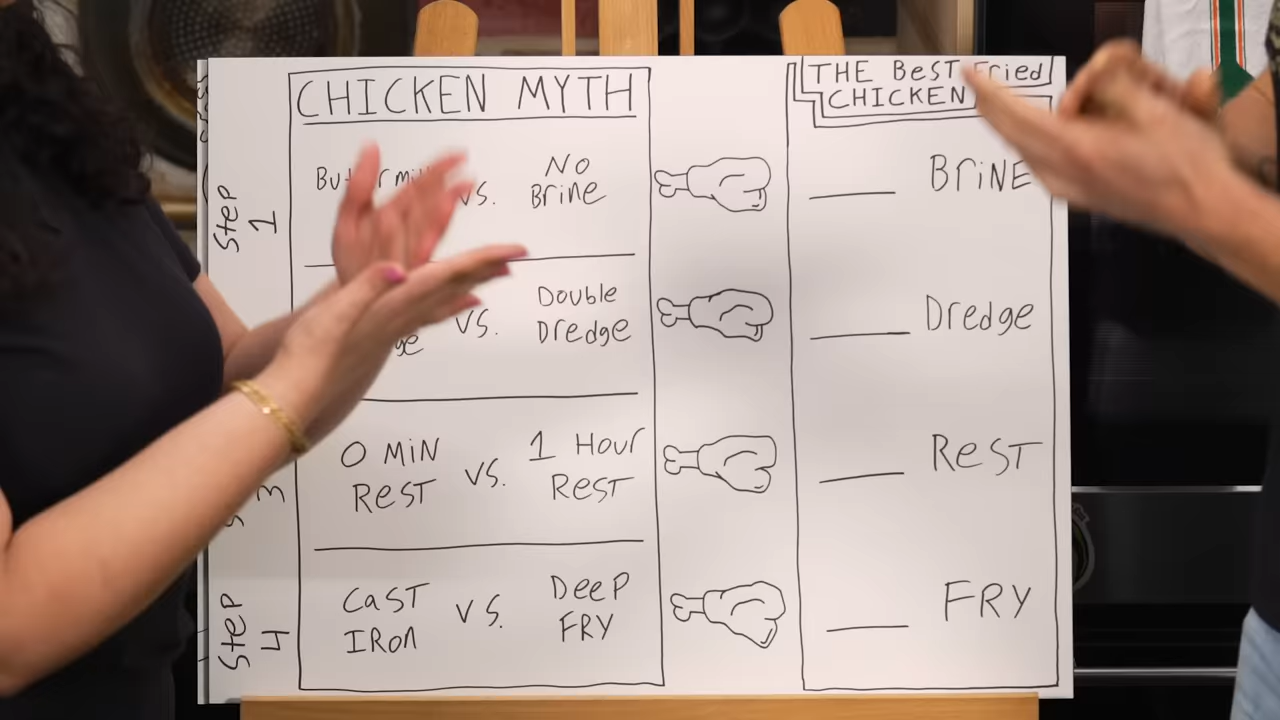 CHICKEN MYTH
THE BeST Fried
CHICKEN
Step 1
vs.
No
Brine
BRiNE
vs.
Double
Dredge
Dredge
3
0 MiN
REST
vs.
1 Hour
REST
REST
Step 4
CaST
IRon
vs.
DeeP
FRY
FRY